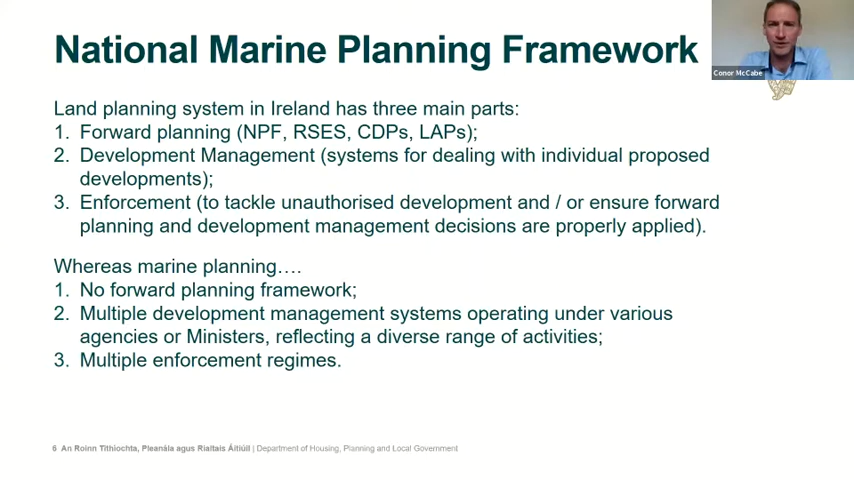 National Marine Planning Framework
Conor McCabe
Land planning system in Ireland has three main parts:
1. Forward planning (NPF, RSES, CDPs, LAPs);
2. Development Management (systems for dealing with individual proposed
developments);
3. Enforcement (to tackle unauthorised development and / or ensure forward
planning and development management decisions are properly applied).
Whereas marine planning….
1. No forward planning framework;
2. Multiple development management systems operating under various
agencies or Ministers, reflecting a diverse range of activities;
3. Multiple enforcement regimes.
6 An Roinn Tithíochta, Pleanála agus Rialtais Áitiúil | Department of Housing, Planning and Local Government